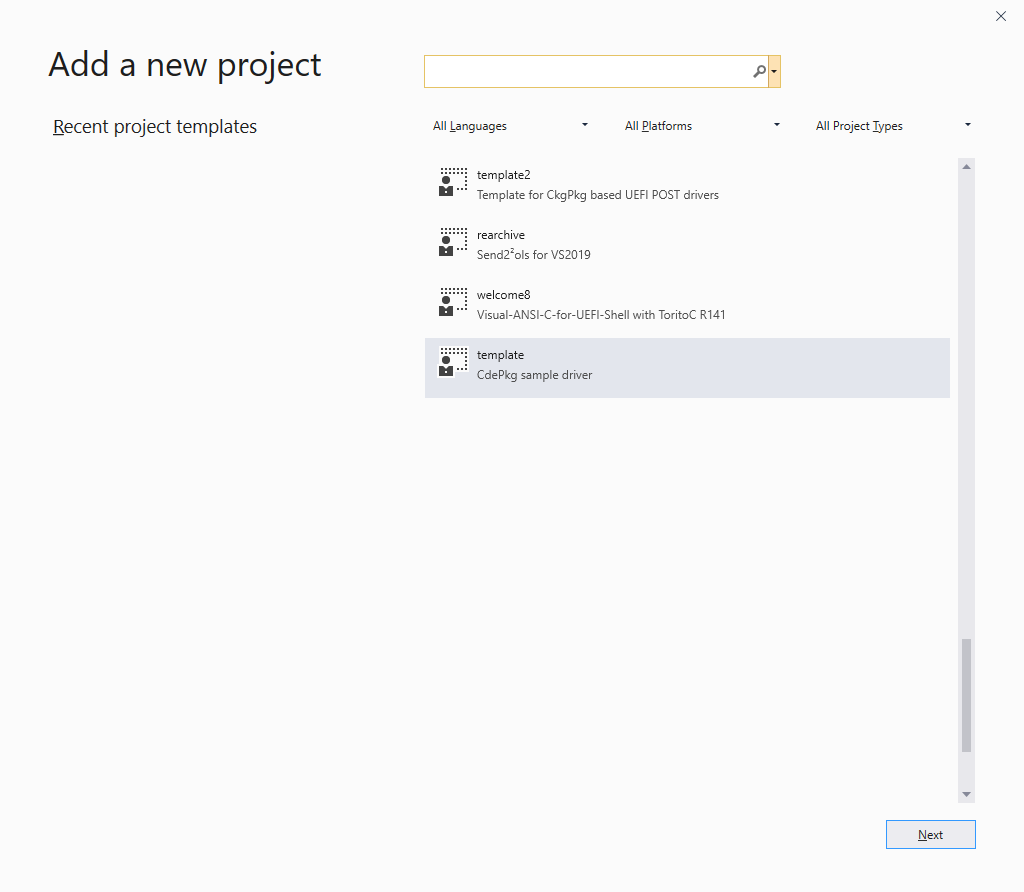 Add a new project
Recent project templates
All Languages
All Platforms
All Project Types
template2
Template for CkgPkg based UEFI POST drivers
rearchive
Send2²ols for VS2019
welcome8
Visual-ANSI-C-for-UEFI-Shell with ToritoC R141
template
CdePkg sample driver
Next